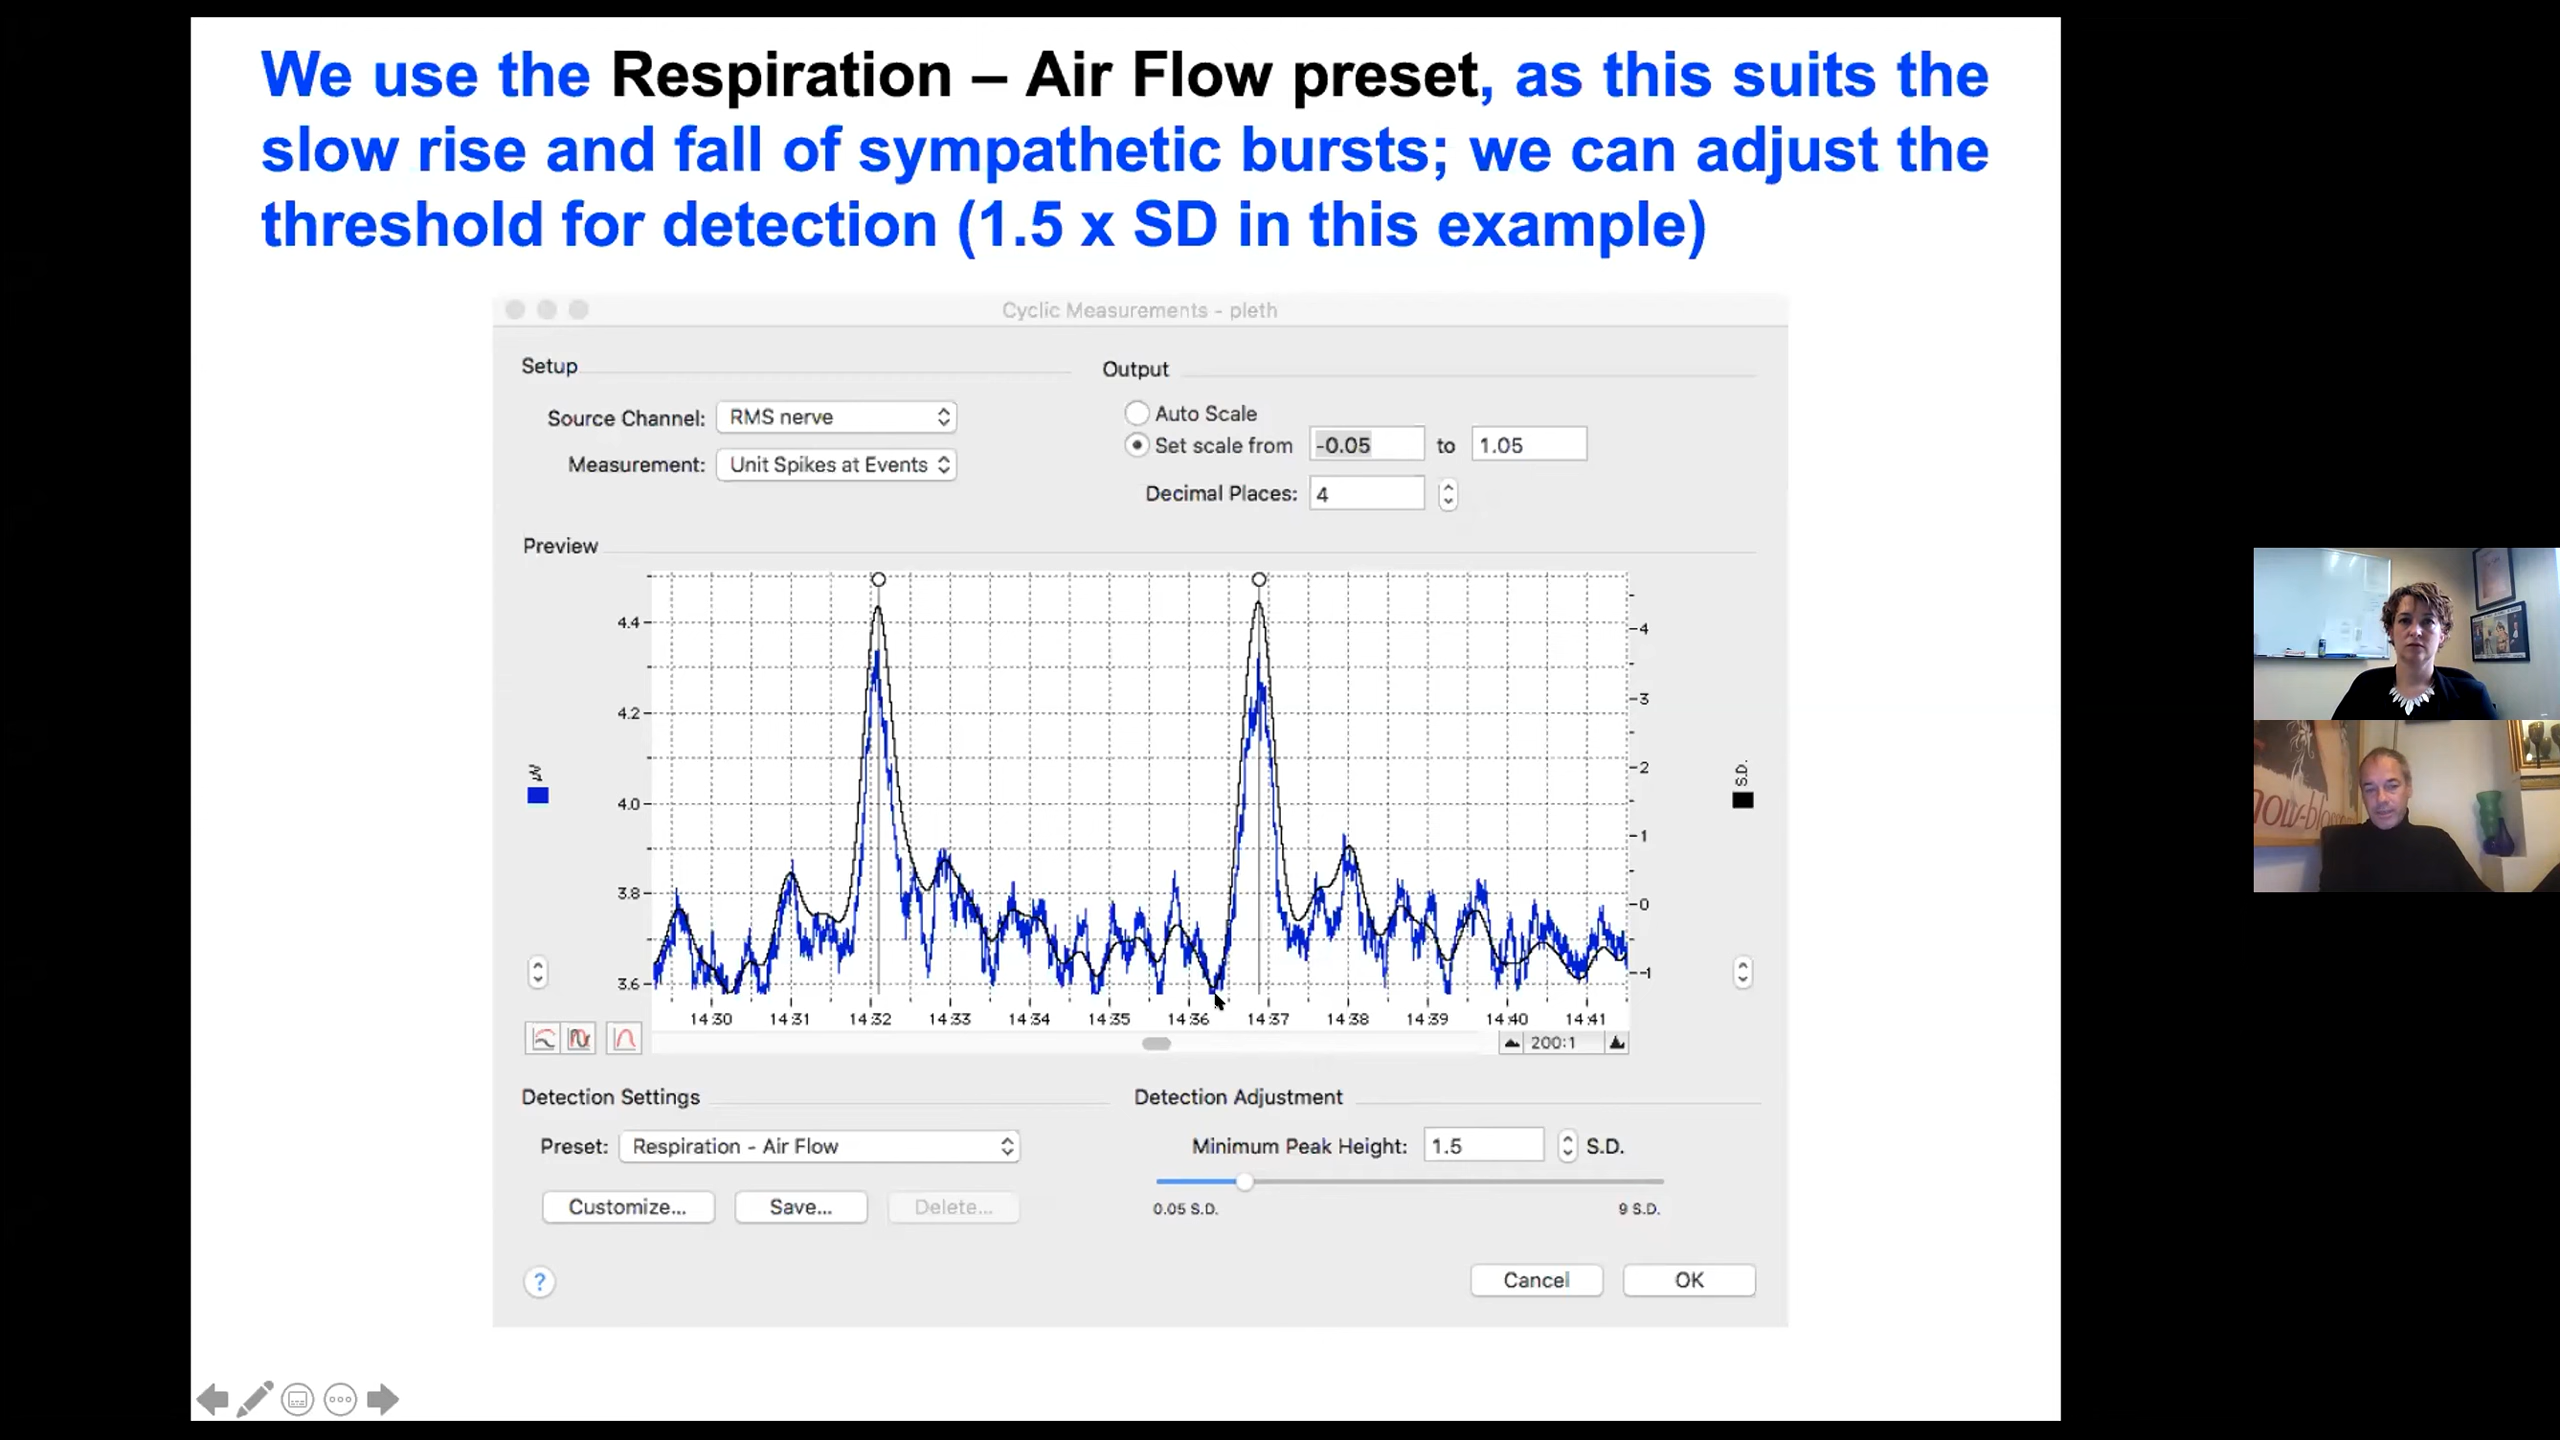 We use the Respiration – Air Flow preset, as this suits the
slow rise and fall of sympathetic bursts; we can adjust the
threshold for detection (1.5 x SD in this example)
Cyclic Measurements - pleth
Setup
Source Channel: RMS nerve
Measurement: Unit Spikes at Events
Output
Auto Scale
Set scale from -0.05 to 1.05
Decimal Places: 4
Preview
4.4
4.2
4.0
3.8
3.6
4
3
2
1
0
-1
S.D.
14:30 14:31 14:32 14:33 14:34 14:35 14:36 14:37 14:38 14:39 14:40 14:41
200:1
Detection Settings
Preset: Respiration - Air Flow
Customize... Save... Delete...
Detection Adjustment
Minimum Peak Height: 1.5 S.D.
0.05 S.D. 9 S.D.
?
Cancel OK